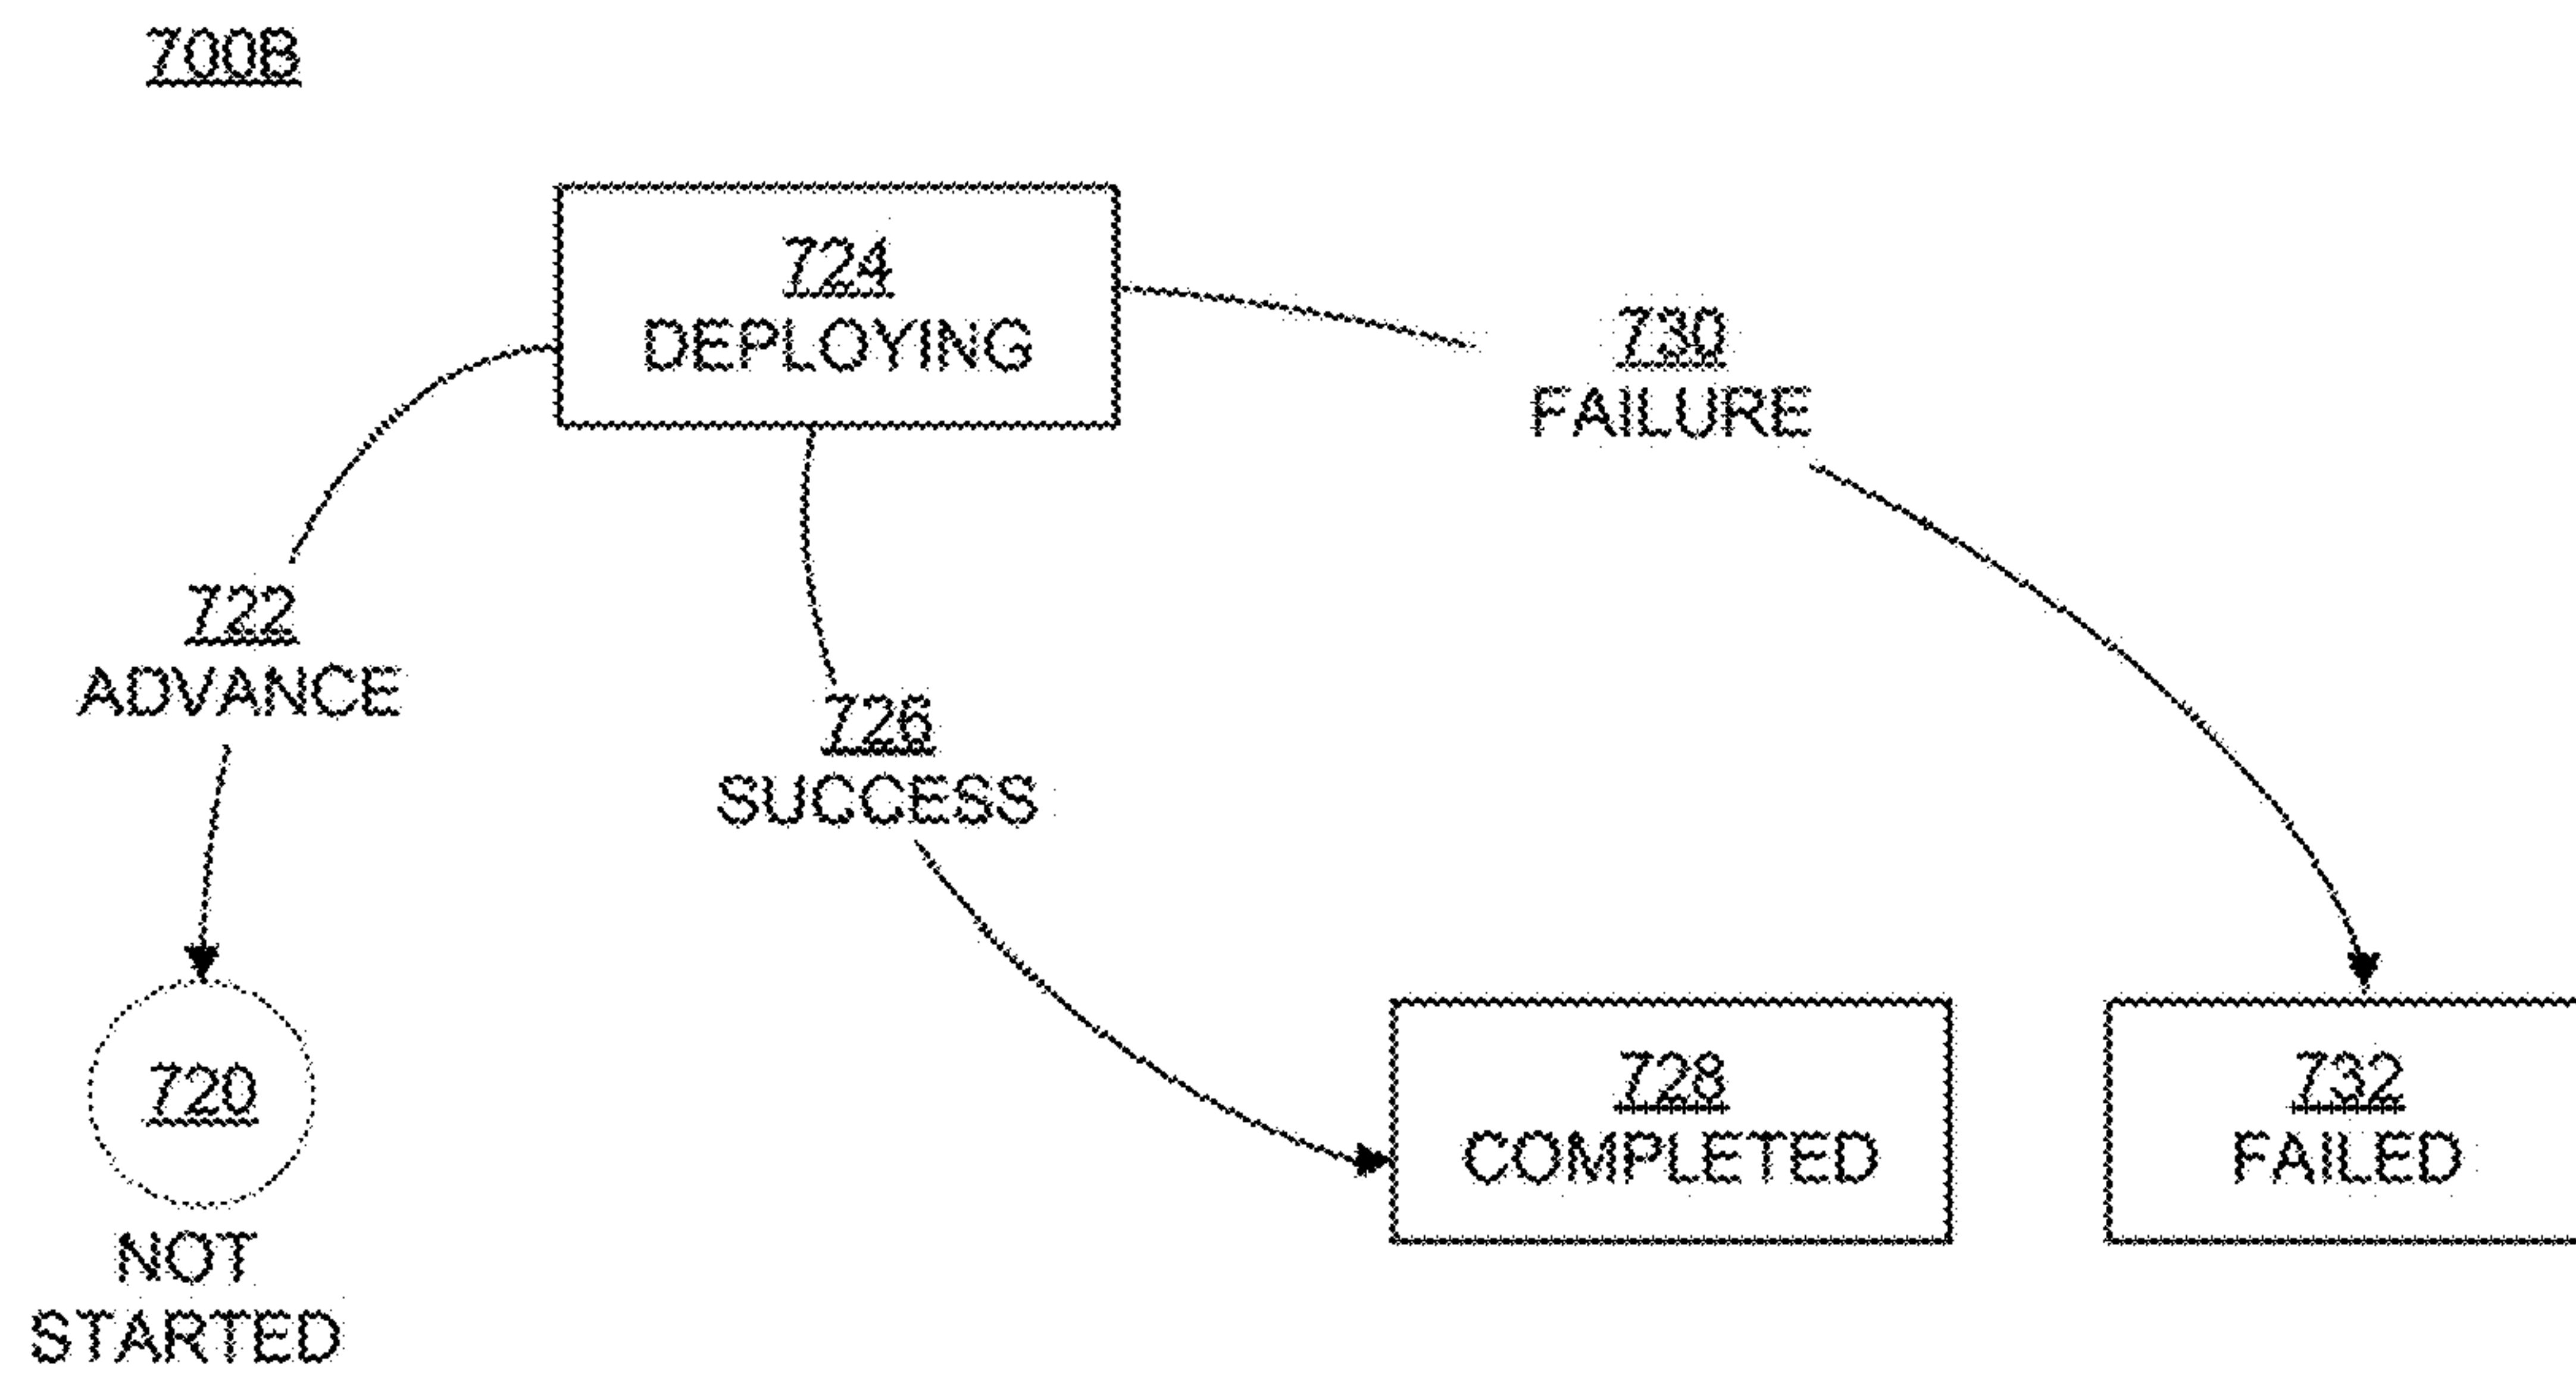 700B
724
DEPLOYING
730
FAILURE
722
ADVANCE
726
SUCCESS
720
NOT
STARTED
728
COMPLETED
732
FAILED